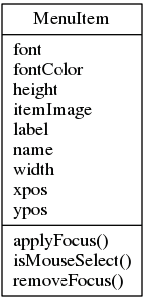 MenuItem
font
fontColor
height
itemImage
label
name
width
xpos
ypos
applyFocus()
isMouseSelect()
removeFocus()